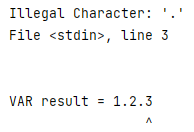 Illegal Character: '.'
File <stdin>, line 3
VAR result = 1.2.3
^